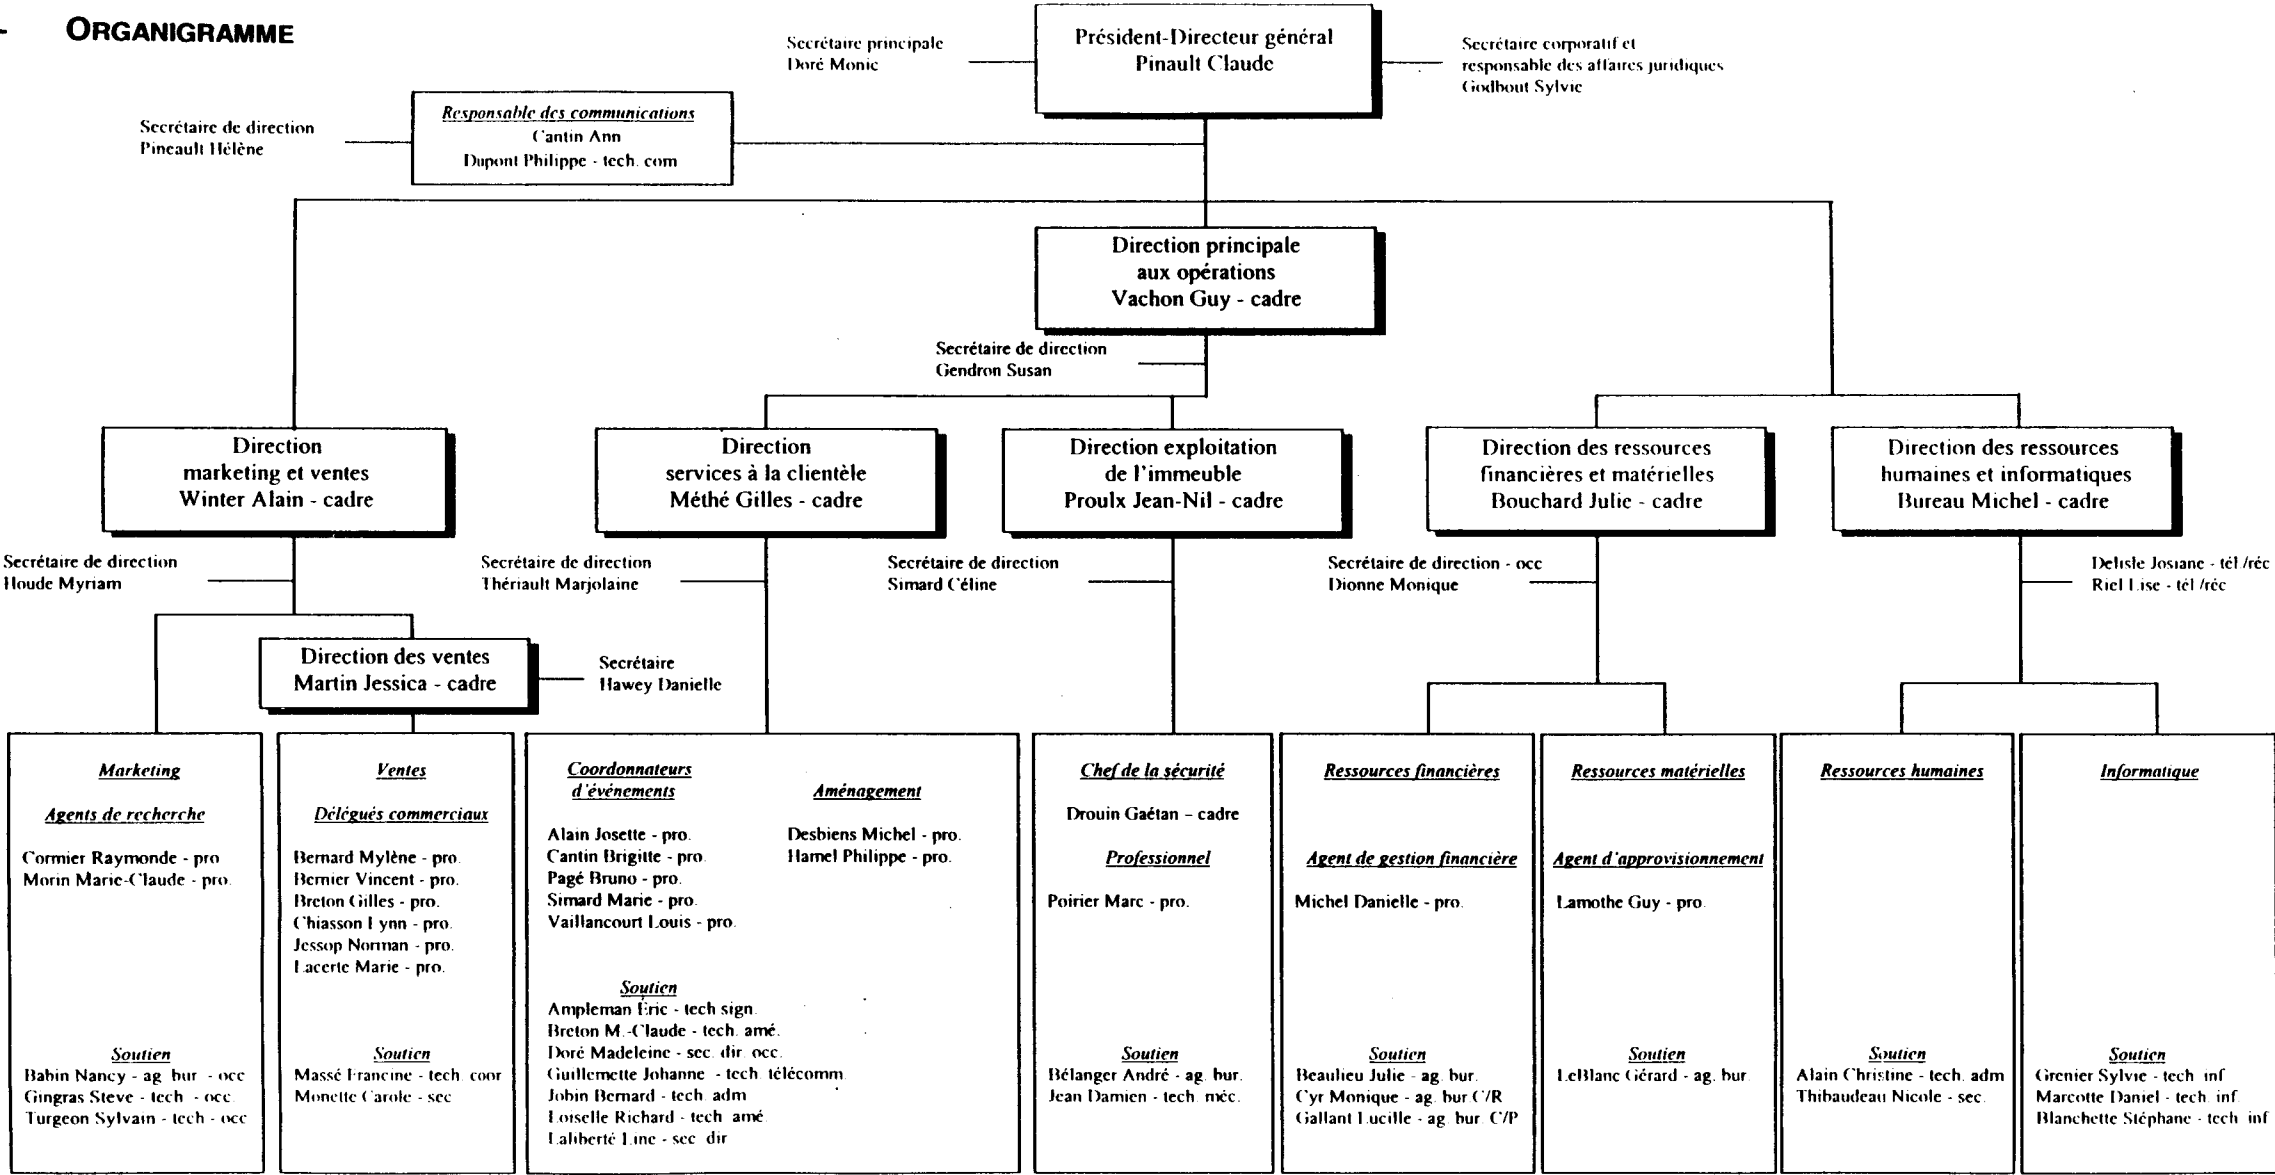 - ORGANIGRAMME
Président-Directeur général
Pinault Claude
Secrétaire principale
Doré Monic
Secrétaire corporatif et
responsable des affaires juridiques
Godbout Sylvie
Responsable des communications
Cantin Ann
Dupont Philippe - tech. com
Secrétaire de direction
Pineault Hélène
Direction principale
aux opérations
Vachon Guy - cadre
Secrétaire de direction
Gendron Susan
Direction
marketing et ventes
Winter Alain - cadre
Direction
services à la clientèle
Méthé Gilles - cadre
Direction exploitation
de l'immeuble
Proulx Jean-Nil - cadre
Direction des ressources
financières et matérielles
Bouchard Julie - cadre
Direction des ressources
humaines et informatiques
Bureau Michel - cadre
Secrétaire de direction
Houde Myriam
Secrétaire de direction
Thériault Marjolaine
Secrétaire de direction
Simard Céline
Secrétaire de direction - occ
Dionne Monique
Delisle Josiane - tél /réc
Riel Lise - tél /réc
Direction des ventes
Martin Jessica - cadre
Secrétaire
Hawey Danielle
Marketing
Agents de recherche
Cormier Raymonde - pro
Morin Marie-Claude - pro.
Soutien
Babin Nancy - ag. bur. - occ
Gingras Steve - tech. - occ.
Turgeon Sylvain - tech - occ
Ventes
Délégués commerciaux
Bernard Mylène - pro.
Bernier Vincent - pro.
Breton Gilles - pro.
Chiasson Lynn - pro.
Jessop Norman - pro.
Lacerte Marie - pro.
Soutien
Massé Francine - tech. coor
Monette Carole - sec
Coordonnateurs
d'événements
Alain Josette - pro.
Cantin Brigitte - pro.
Pagé Bruno - pro.
Simard Marie - pro.
Vaillancourt Louis - pro.
Aménagement
Desbiens Michel - pro.
Hamel Philippe - pro.
Soutien
Ampleman Éric - tech sign.
Breton M.-Claude - tech. amé.
Doré Madeleine - sec. dir. occ.
Guillemette Johanne - tech. télécomm.
Jobin Bernard - tech. adm
Loiselle Richard - tech. amé.
Laliberté Line - sec. dir
Chef de la sécurité
Drouin Gaétan – cadre
Professionnel
Poirier Marc - pro.
Soutien
Bélanger André - ag. bur.
Jean Damien - tech. méc.
Ressources financières
Agent de gestion financière
Michel Danielle - pro.
Soutien
Beaulieu Julie - ag. bur.
Cyr Monique - ag. bur C/R
Gallant Lucille - ag. bur. C/P
Ressources matérielles
Agent d'approvisionnement
Lamothe Guy - pro.
Soutien
LeBlanc Gérard - ag. bur
Ressources humaines
Soutien
Alain Christine - tech. adm
Thibaudeau Nicole - sec.
Informatique
Soutien
Grenier Sylvie - tech. inf
Marcotte Daniel - tech. inf.
Blanchette Stéphane - tech. inf